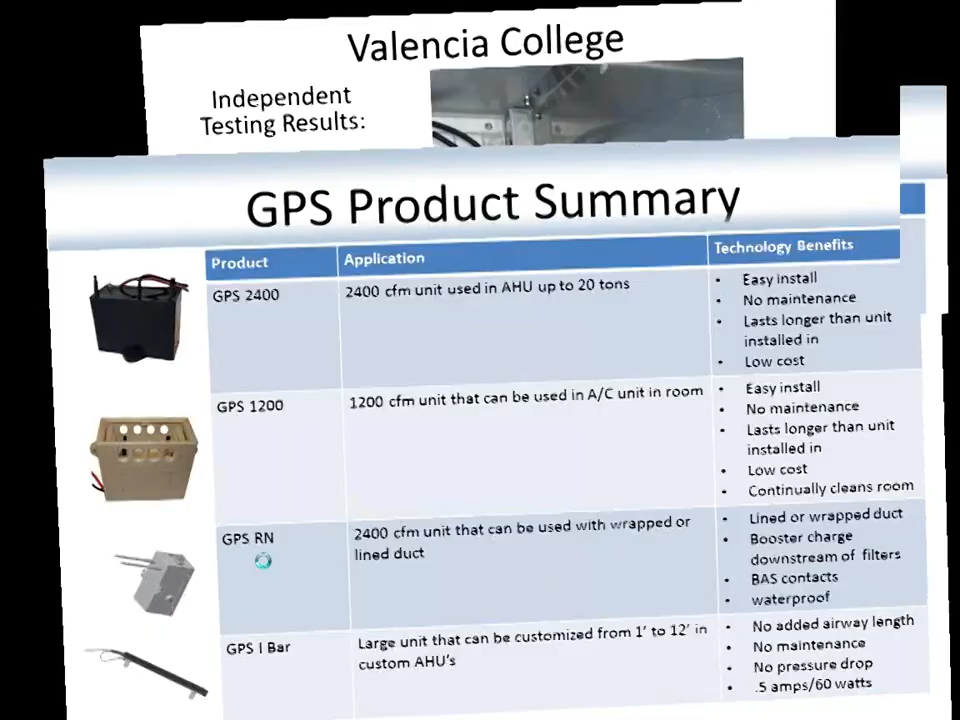 Valencia College
Independent
Testing Results:
GPS Product Summary
Product
Application
Technology Benefits
GPS 2400
2400 cfm unit used in AHU up to 20 tons
• Easy install
• No maintenance
• Lasts longer than unit
installed in
• Low cost
GPS 1200
1200 cfm unit that can be used in A/C unit in room
• Easy install
• No maintenance
• Lasts longer than unit
installed in
• Low cost
• Continually cleans room
GPS RN
2400 cfm unit that can be used with wrapped or
lined duct
• Lined or wrapped duct
• Booster charge
downstream of filters
• BAS contacts
• waterproof
GPS I Bar
Large unit that can be customized from 1' to 12' in
custom AHU's
• No added airway length
• No maintenance
• No pressure drop
• .5 amps/60 watts